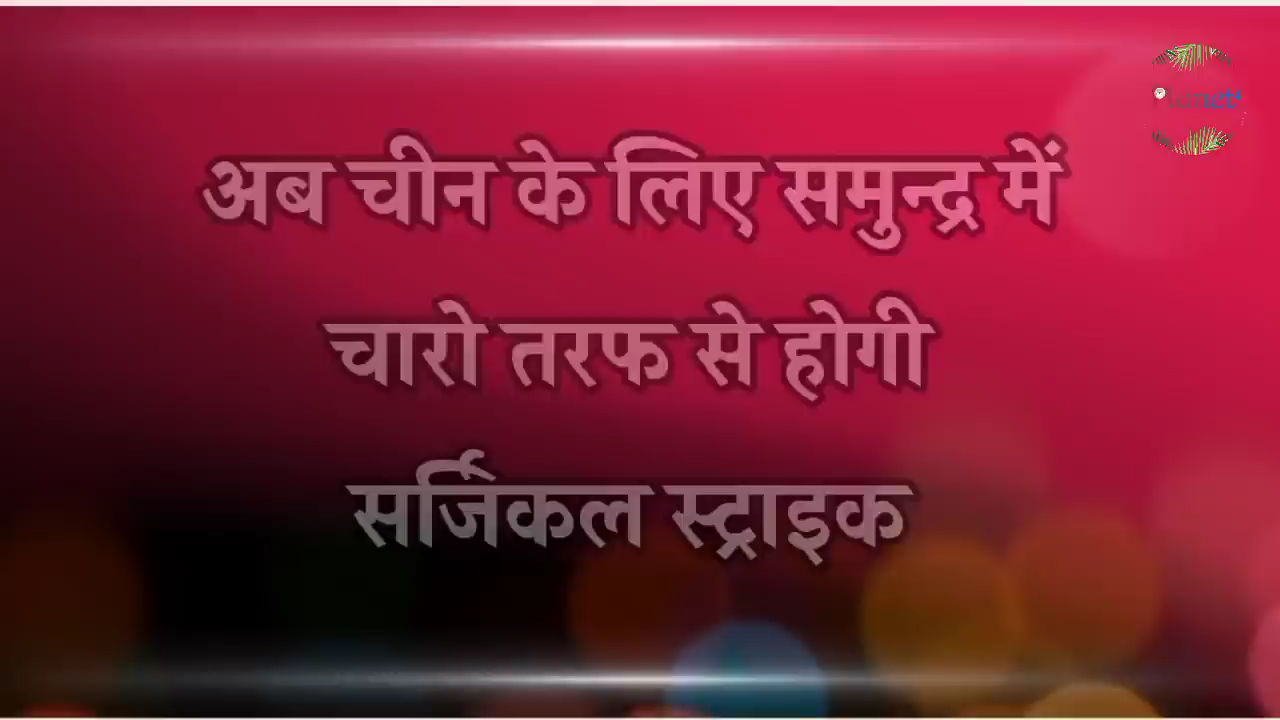 अब चीन के लिए समुन्द्र में
चारो तरफ से होगी
सर्जिकल स्ट्राइक